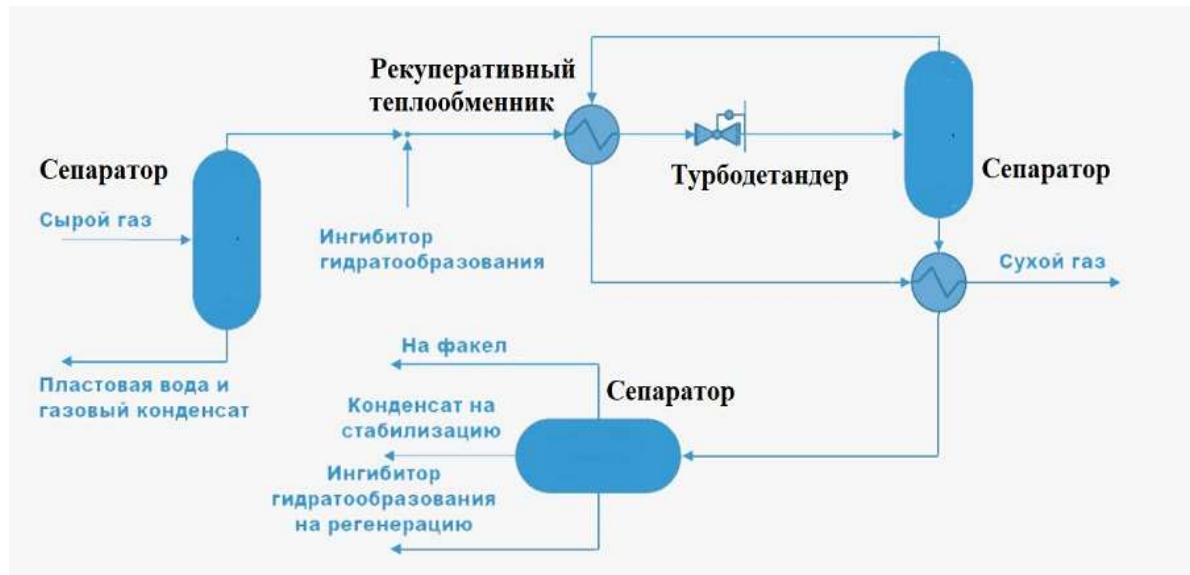 Рекуперативный
теплообменник
Сепаратор
Сырой газ
Турбодетандер
Сепаратор
Ингибитор
гидратообразования
Сухой газ
Пластовая вода и
газовый конденсат
На факел
Сепаратор
Конденсат на
стабилизацию
Ингибитор
гидратообразования
на регенерацию